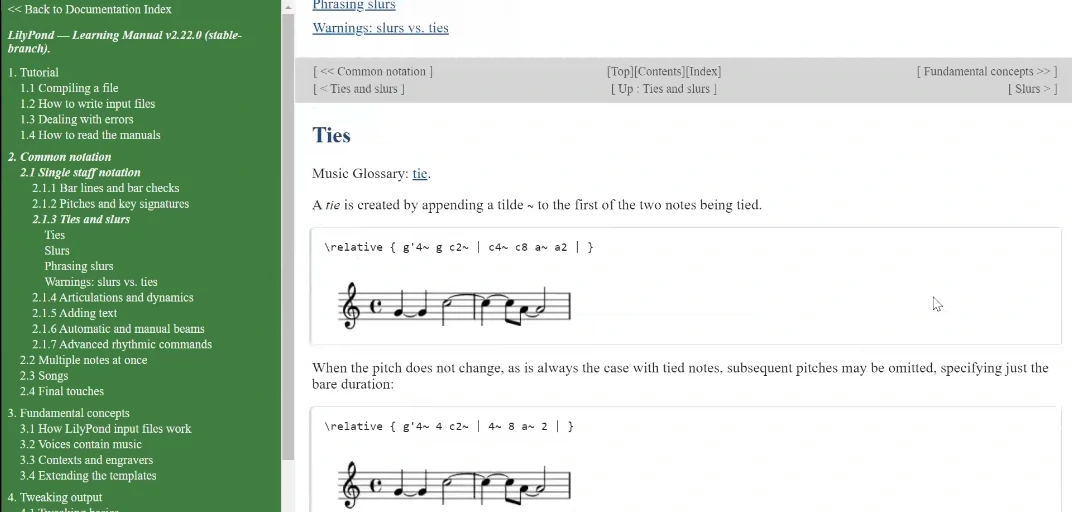 << Back to Documentation Index
LilyPond — Learning Manual v2.22.0 (stable-
branch).
1. Tutorial
1.1 Compiling a file
1.2 How to write input files
1.3 Dealing with errors
1.4 How to read the manuals
2. Common notation
2.1 Single staff notation
2.1.1 Bar lines and bar checks
2.1.2 Pitches and key signatures
2.1.3 Ties and slurs
Ties
Slurs
Phrasing slurs
Warnings: slurs vs. ties
2.1.4 Articulations and dynamics
2.1.5 Adding text
2.1.6 Automatic and manual beams
2.1.7 Advanced rhythmic commands
2.2 Multiple notes at once
2.3 Songs
2.4 Final touches
3. Fundamental concepts
3.1 How LilyPond input files work
3.2 Voices contain music
3.3 Contexts and engravers
3.4 Extending the templates
4. Tweaking output
4.1 Tweaking basics
Phrasing slurs
Warnings: slurs vs. ties
[ << Common notation ] [Top][Contents][Index] [ Fundamental concepts >> ]
[ < Ties and slurs ] [ Up : Ties and slurs ] [ Slurs > ]
Ties
Music Glossary: tie.
A tie is created by appending a tilde ~ to the first of the two notes being tied.
\relative { g'4~ g c2~ | c4~ c8 a~ a2 | }
When the pitch does not change, as is always the case with tied notes, subsequent pitches may be omitted, specifying just the
bare duration:
\relative { g'4~ 4 c2~ | 4~ 8 a~ 2 | }